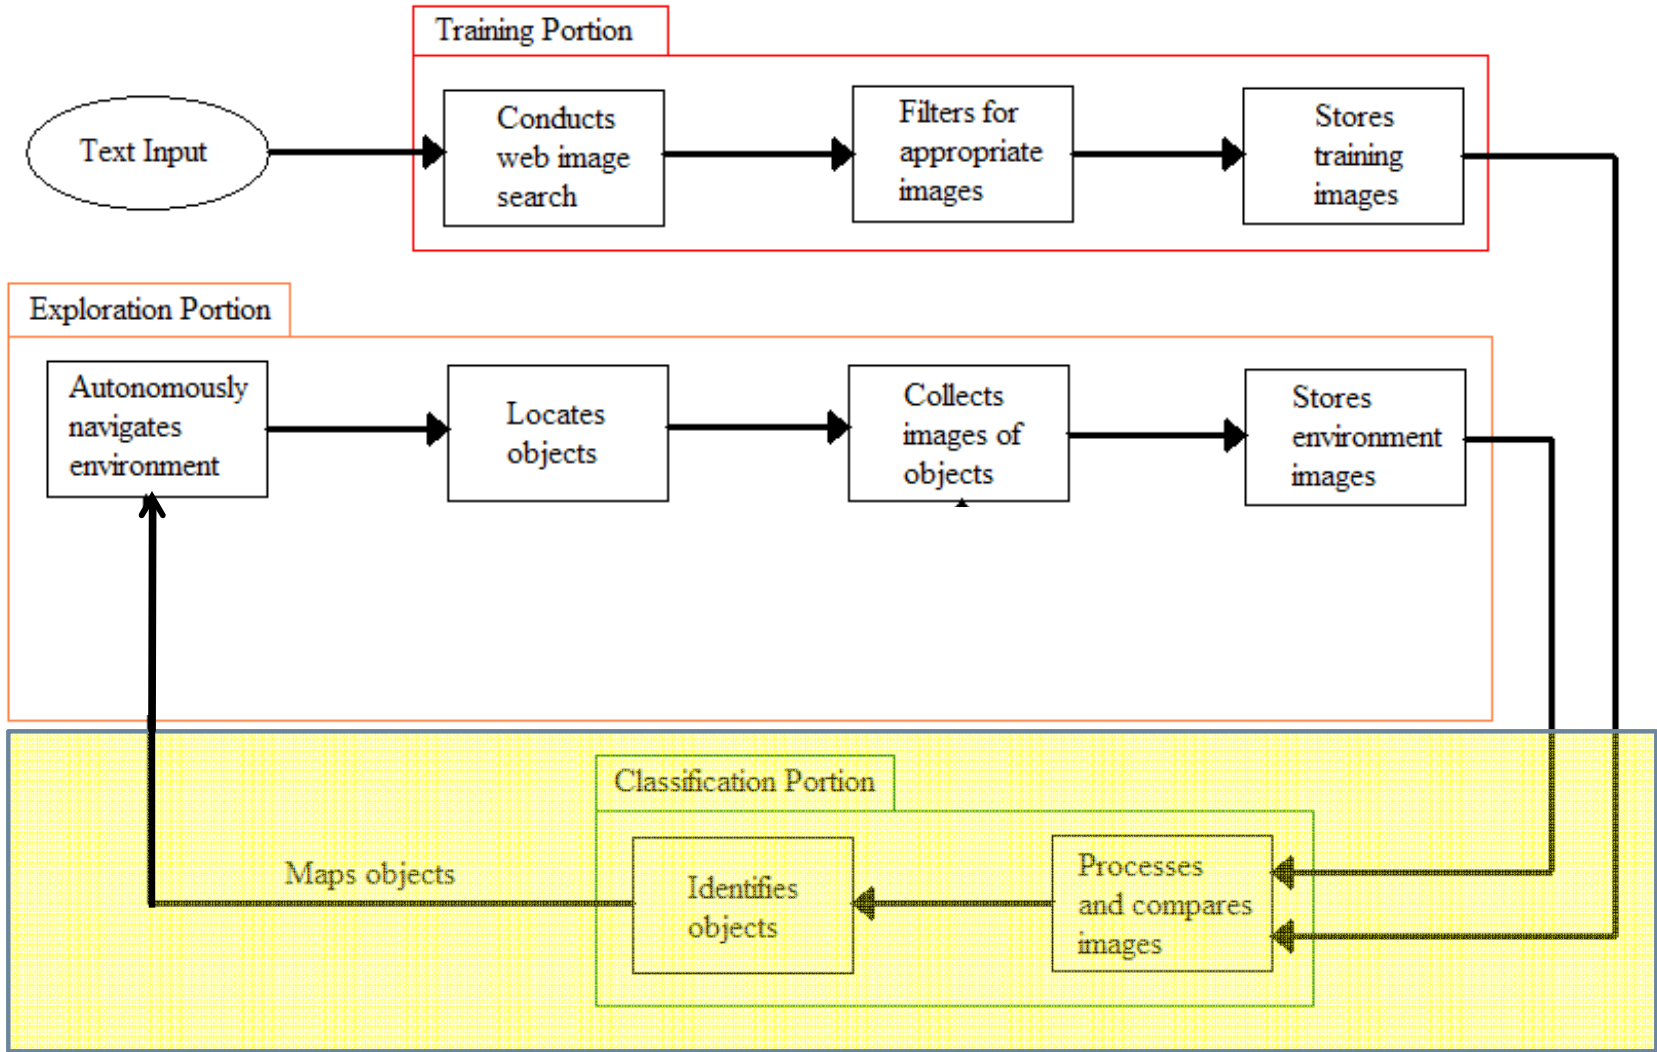 Training Portion
Text Input
Conducts
web image
search
Filters for
appropriate
images
Stores
training
images
Exploration Portion
Autonomously
navigates
environment
Locates
objects
Collects
images of
objects
Stores
environment
images
Classification Portion
Maps objects
Identifies
objects
Processes
and compares
images